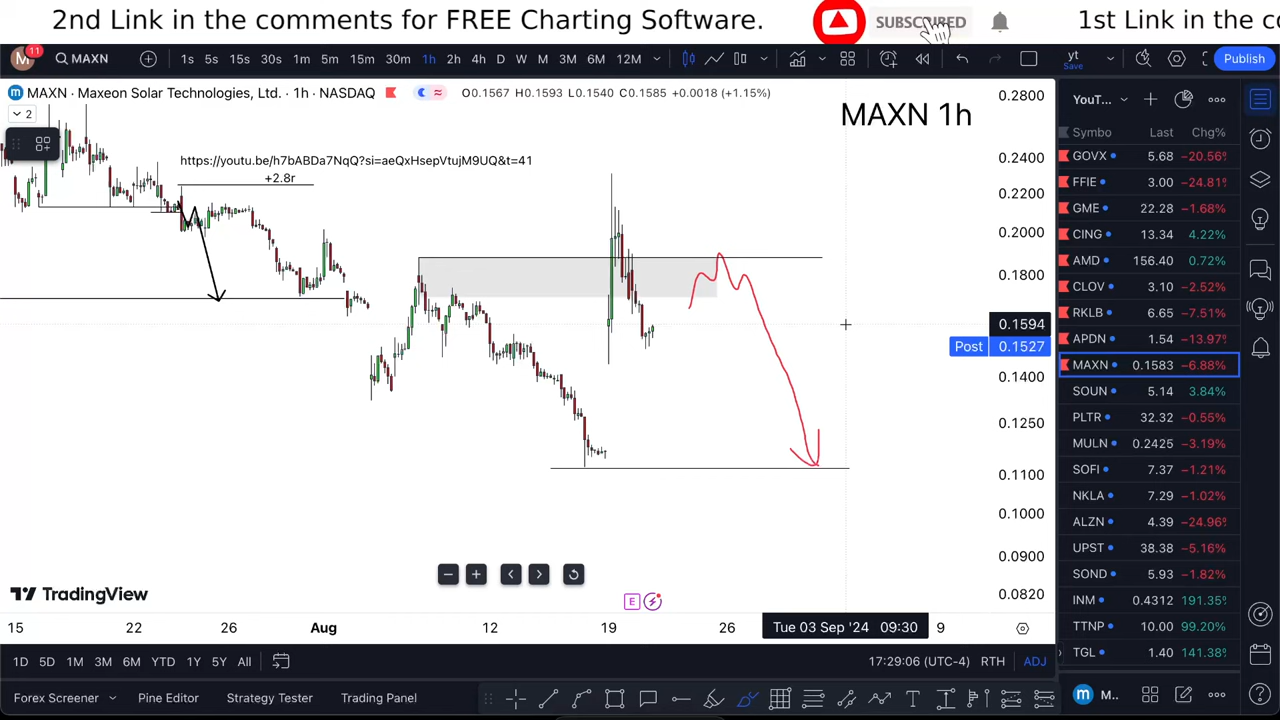 2nd Link in the comments for FREE Charting Software.
SUBSCRIBED
1st Link in the co
M 11 MAXN 1s 5s 15s 30s 1m 5m 15m 30m 1h 2h 4h D W M 3M 6M 12M yt Save Publish
MAXN · Maxeon Solar Technologies, Ltd. · 1h · NASDAQ O0.1567 H0.1593 L0.1540 C0.1585 +0.0018 (+1.15%)
2
MAXN 1h
https://youtu.be/h7bABDa7NqQ?si=aeQxHsepVtujM9UQ&t=41
+2.8r
0.2800
0.2400
0.2200
0.2000
0.1800
0.1594
Post 0.1527
0.1400
0.1250
0.1100
0.1000
0.0900
0.0820
YouT...
Symbo Last Chg%
GOVX 5.68 −20.56%
FFIE 3.00 −24.81%
GME 22.28 −1.68%
CING 13.34 4.22%
AMD 156.40 0.72%
CLOV 3.10 −2.52%
RKLB 6.65 −7.51%
APDN 1.54 −13.97%
MAXN 0.1583 −6.88%
SOUN 5.14 3.84%
PLTR 32.32 −0.55%
MULN 0.2425 −3.19%
SOFI 7.37 −1.21%
NKLA 7.29 −1.02%
ALZN 4.39 −24.96%
UPST 38.38 −5.16%
SOND 5.93 −1.82%
INM 0.4312 191.35%
TTNP 10.00 99.20%
TGL 1.40 141.38%
TradingView
E
15 22 26 Aug 12 19 26 Tue 03 Sep '24 09:30 9
1D 5D 1M 3M 6M YTD 1Y 5Y All 17:29:06 (UTC-4) RTH ADJ
Forex Screener Pine Editor Strategy Tester Trading Panel
M..